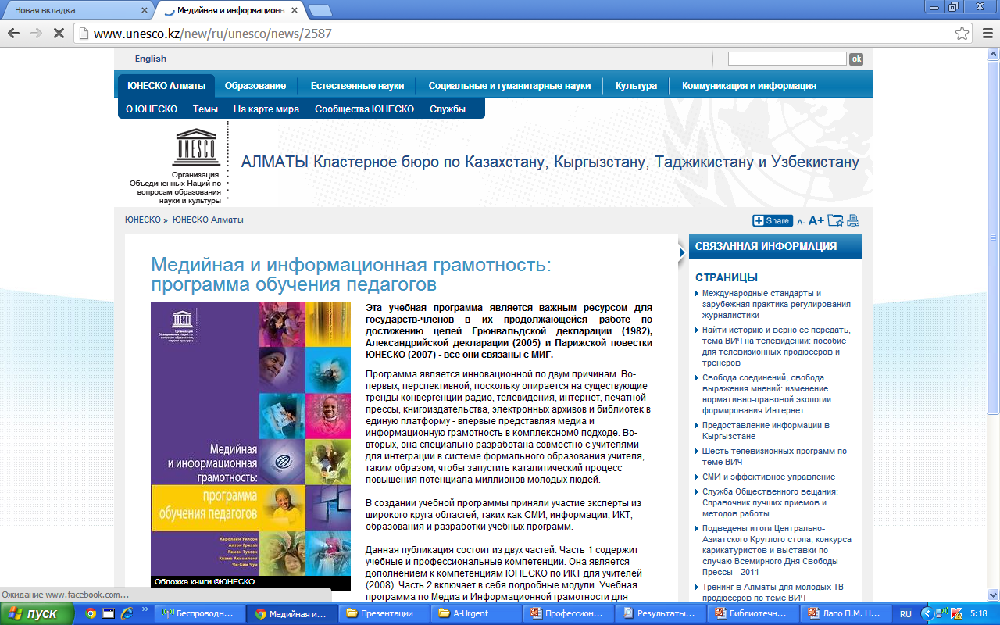 Новая вкладка
Медийная и информационн
www.unesco.kz/new/ru/unesco/news/2587
English
ok
ЮНЕСКО Алматы Образование Естественные науки Социальные и гуманитарные науки Культура Коммуникация и информация
О ЮНЕСКО Темы На карте мира Сообщества ЮНЕСКО Службы
UNESCO
Организация
Объединенных Наций по
вопросам образования
науки и культуры
АЛМАТЫ Кластерное бюро по Казахстану, Кыргызстану, Таджикистану и Узбекистану
ЮНЕСКО » ЮНЕСКО Алматы
Share A- A+
Медийная и информационная грамотность:
программа обучения педагогов
Медийная
и информационная
грамотность:
программа
обучения педагогов
Каролайн Уилсон
Алтон Гриззл
Рамон Туазон
Кваме Акьемпонг
Чи-Ким Чун
Обложка книги ©ЮНЕСКО
Эта учебная программа является важным ресурсом для
государств-членов в их продолжающейся работе по
достижению целей Грюнвальдской декларации (1982),
Александрийской декларации (2005) и Парижской повестки
ЮНЕСКО (2007) - все они связаны с МИГ.
Программа является инновационной по двум причинам. Во-
первых, перспективной, поскольку опирается на существующие
тренды конвергенции радио, телевидения, интернет, печатной
прессы, книгоиздательства, электронных архивов и библиотек в
единую платформу - впервые представляя медиа и
информационную грамотность в комплексном0 подходе. Во-
вторых, она специально разработана совместно с учителями
для интеграции в системе формального образования учителя,
таким образом, чтобы запустить каталитический процесс
повышения потенциала миллионов молодых людей.
В создании учебной программы приняли участие эксперты из
широкого круга областей, таких как СМИ, информации, ИКТ,
образования и разработки учебных программ.
Данная публикация состоит из двух частей. Часть 1 содержит
учебные и профессиональные компетенции. Она является
дополнением к компетенциям ЮНЕСКО по ИКТ для учителей
(2008). Часть 2 включает в себя подробные модули. Учебная
программа по Медиа и Информационной грамотности для
СВЯЗАННАЯ ИНФОРМАЦИЯ
СТРАНИЦЫ
Международные стандарты и
зарубежная практика регулирования
журналистики
Найти историю и верно ее передать,
тема ВИЧ на телевидении: пособие
для телевизионных продюсеров и
тренеров
Свобода соединений, свобода
выражения мнений: изменение
нормативно-правовой экологии
формирования Интернет
Предоставление информации в
Кыргызстане
Шесть телевизионных программ по
теме ВИЧ
СМИ и эффективное управление
Служба Общественного вещания:
Справочник лучших приемов и
методов работы
Подведены итоги Центрально-
Азиатского Круглого стола, конкурса
карикатуристов и выставки по
случаю Всемирного Дня Свободы
Прессы - 2011
Тренинг в Алматы для молодых ТВ-
продюсеров по теме ВИЧ
Ожидание www.facebook.com...
пуск Беспроводн... Медийная и... Презентации A-Urgent Профессион... Результаты... Библиотечн... Лапо П.М. Н... RU 5:18